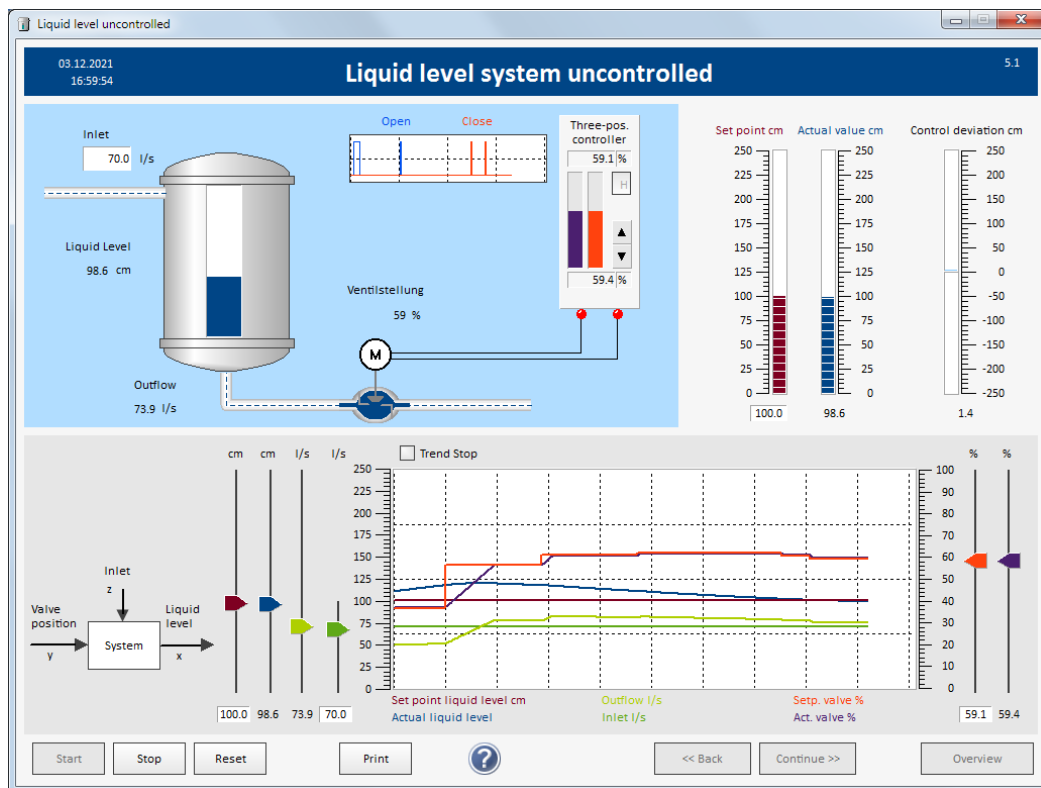 Liquid level uncontrolled
03.12.2021
16:59:54
Liquid level system uncontrolled
5.1
Inlet
70.0 l/s
Liquid Level
98.6 cm
Outflow
73.9 l/s
Open Close
Ventilstellung
59 %
M
Three-pos.
controller
59.1 %
H
59.4 %
Set point cm Actual value cm Control deviation cm
250 250 250
225 225 200
200 200 150
175 175 100
150 150 50
125 125 0
100 100 -50
75 75 -100
50 50 -150
25 25 -200
0 0 -250
100.0 98.6 1.4
cm cm l/s l/s
Trend Stop
% %
250 100
225 90
200 80
175 70
150 60
125 50
100 40
75 30
50 20
25 10
0 0
Inlet
z
Valve
position
y
System
Liquid
level
x
100.0 98.6 73.9 70.0
Set point liquid level cm Outflow l/s Setp. valve %
Actual liquid level Inlet l/s Act. valve %
59.1 59.4
Start Stop Reset Print ? << Back Continue >> Overview